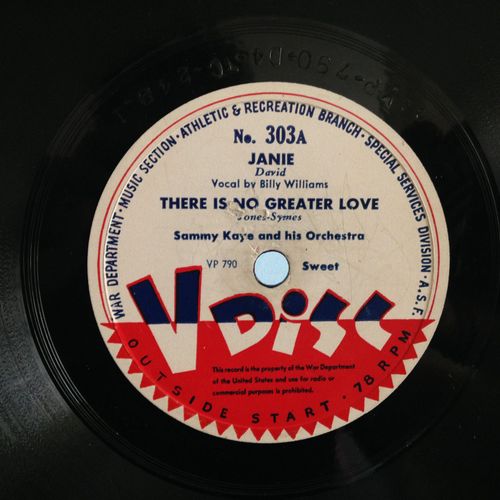 WAR DEPARTMENT · MUSIC SECTION · ATHLETIC & RECREATION BRANCH · SPECIAL SERVICES DIVISION · A.S.F.
No. 303A
JANIE
David
Vocal by Billy Williams
THERE IS NO GREATER LOVE
Jones-Symes
Sammy Kaye and his Orchestra
VP 790 Sweet
V DISC
This record is the property of the War Department
of the United States and use for radio or
commercial purposes is prohibited.
OUTSIDE START · 78 RPM